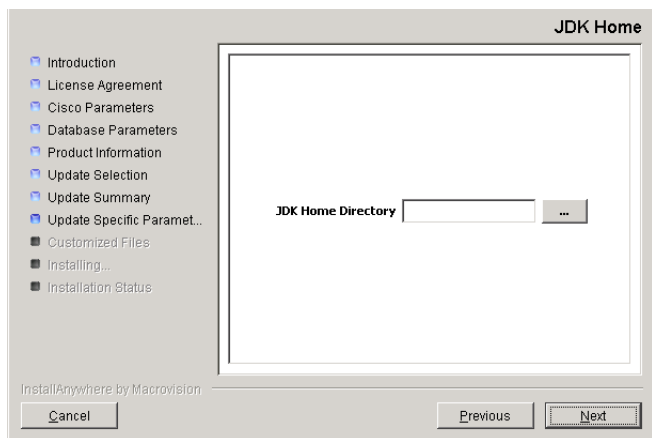 JDK Home
Introduction
License Agreement
Cisco Parameters
Database Parameters
Product Information
Update Selection
Update Summary
Update Specific Paramet...
Customized Files
Installing...
Installation Status
JDK Home Directory
...
InstallAnywhere by Macrovision
Cancel
Previous
Next